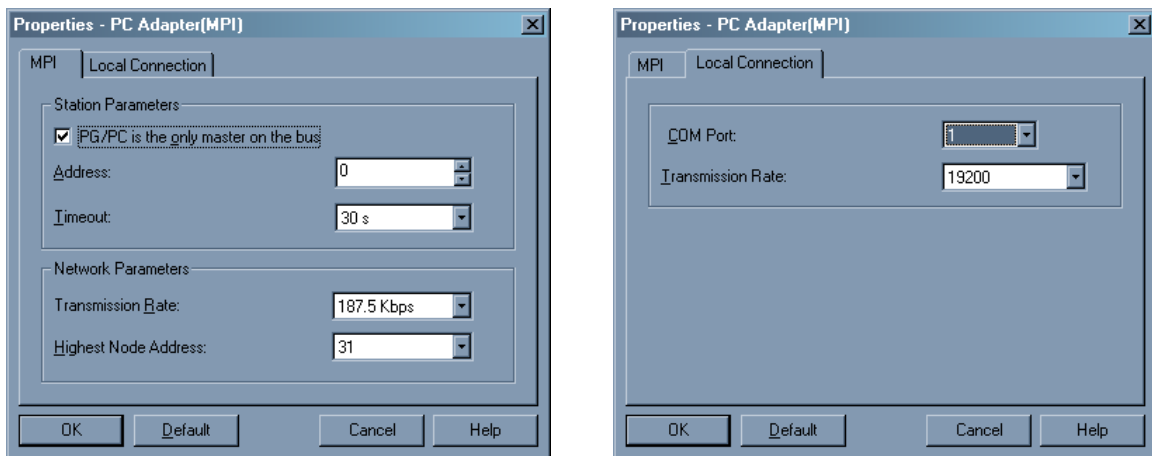 Properties - PC Adapter(MPI)
MPI
Local Connection
Station Parameters
PG/PC is the only master on the bus
Address:
0
Timeout:
30 s
Network Parameters
Transmission Rate:
187.5 Kbps
Highest Node Address:
31
OK
Default
Cancel
Help
Properties - PC Adapter(MPI)
MPI
Local Connection
COM Port:
1
Transmission Rate:
19200
OK
Default
Cancel
Help